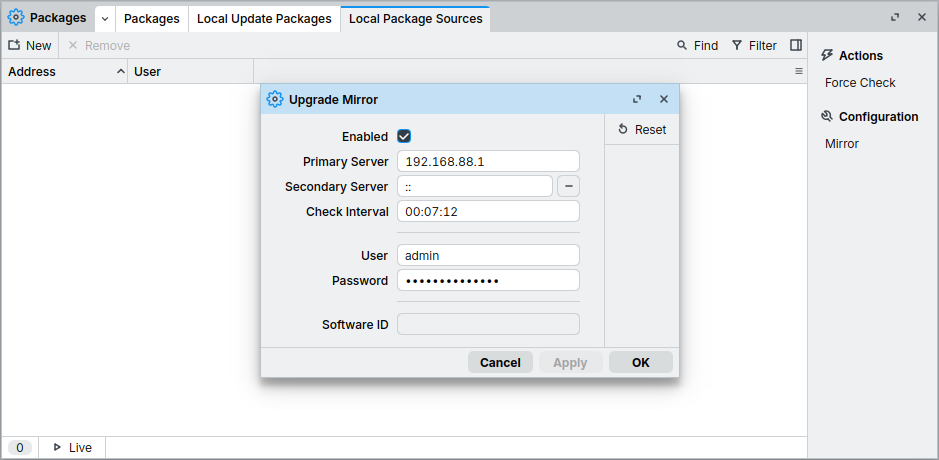 Packages Packages Local Update Packages Local Package Sources
New Remove Find Filter
Address User
Upgrade Mirror
Enabled
Primary Server 192.168.88.1
Secondary Server ::
Check Interval 00:07:12
User admin
Password ••••••••••••••
Software ID
Reset
Cancel Apply OK
Actions
Force Check
Configuration
Mirror
0 Live